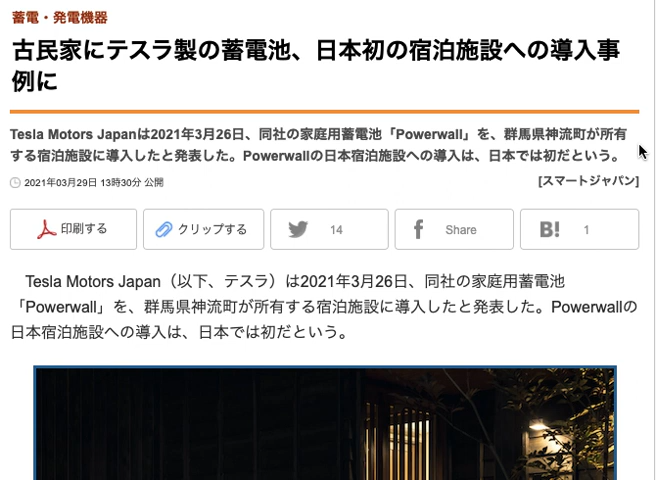 蓄電・発電機器
古民家にテスラ製の蓄電池、日本初の宿泊施設への導入事
例に
Tesla Motors Japanは2021年3月26日、同社の家庭用蓄電池「Powerwall」を、群馬県神流町が所有
する宿泊施設に導入したと発表した。Powerwallの日本宿泊施設への導入は、日本では初だという。
2021年03月29日 13時30分 公開
[スマートジャパン]
印刷する
クリップする
14
Share
B! 1
Tesla Motors Japan（以下、テスラ）は2021年3月26日、同社の家庭用蓄電池
「Powerwall」を、群馬県神流町が所有する宿泊施設に導入したと発表した。Powerwallの
日本宿泊施設への導入は、日本では初だという。